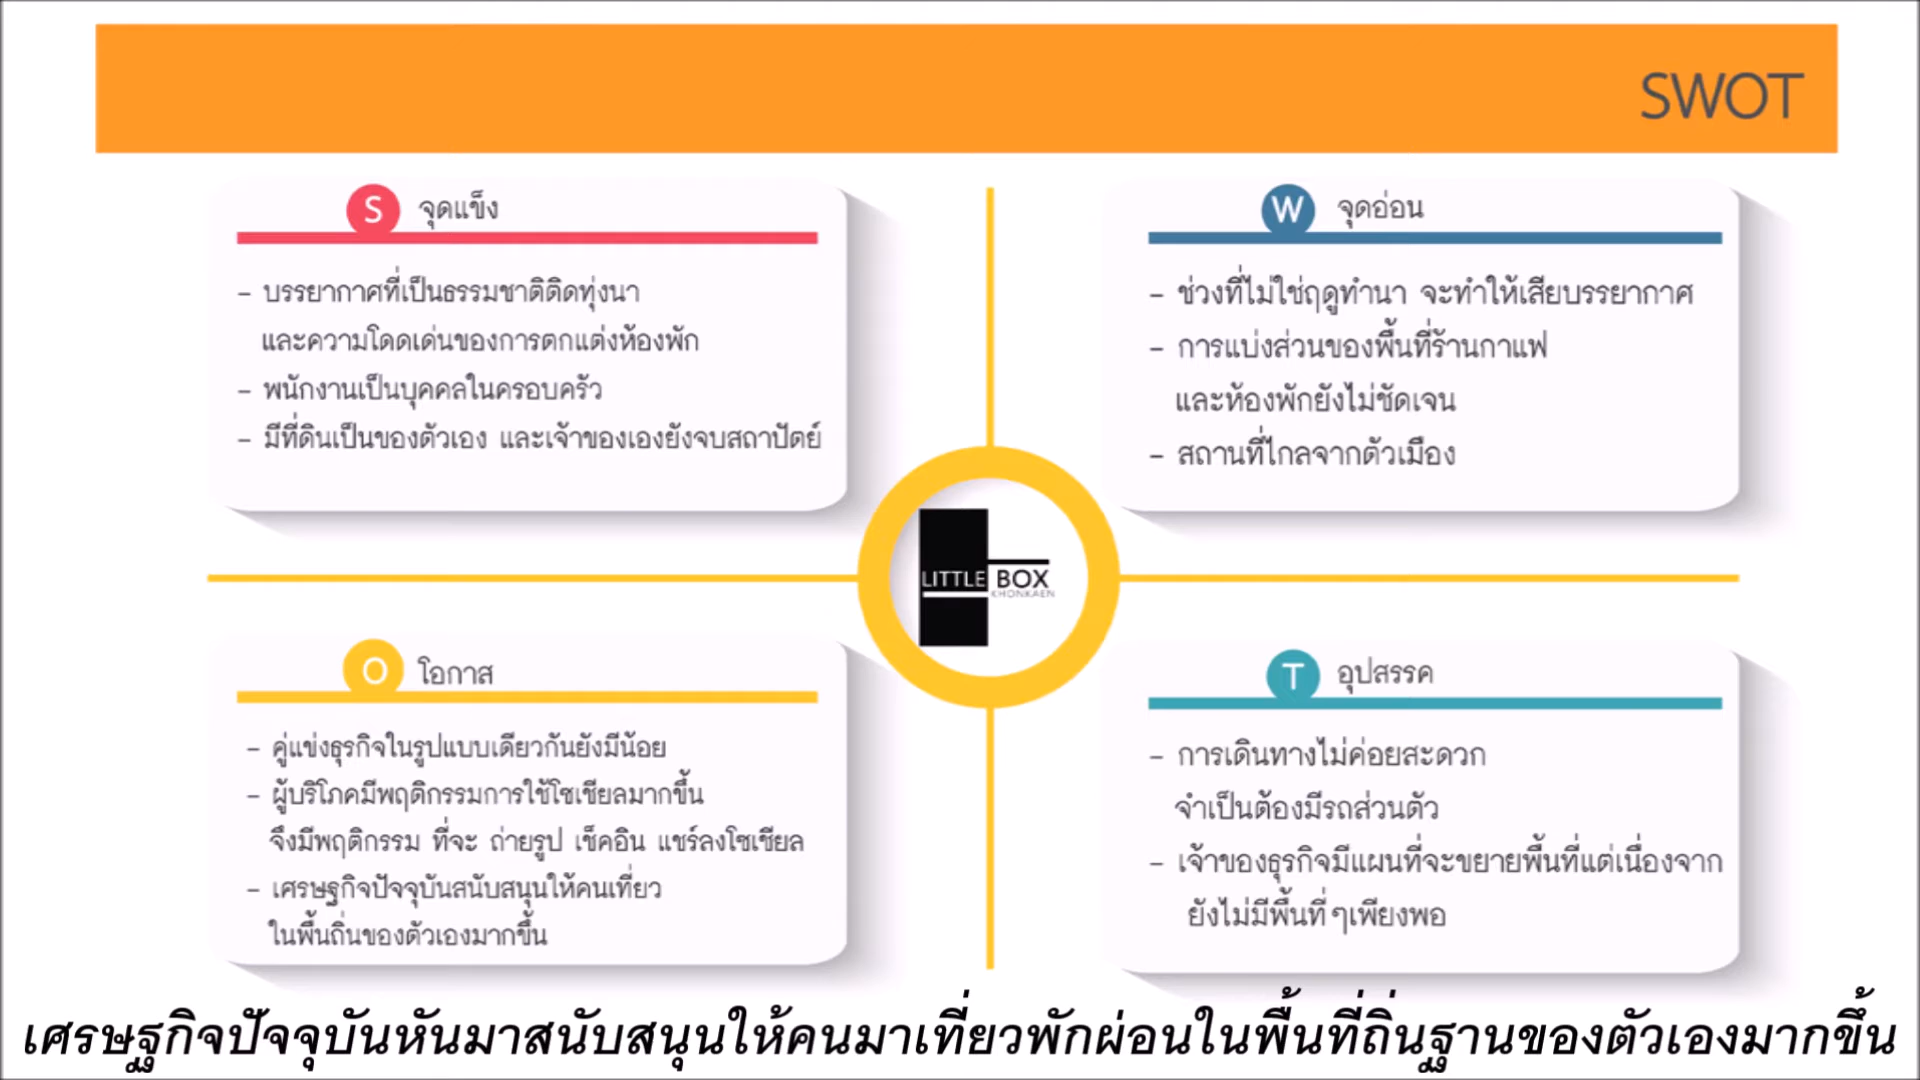 SWOT
S จุดแข็ง
- บรรยากาศที่เป็นธรรมชาติติดทุ่งนา
และความโดดเด่นของการตกแต่งห้องพัก
- พนักงานเป็นบุคคลในครอบครัว
- มีที่ดินเป็นของตัวเอง และเจ้าของเองยังจบสถาปัตย์
W จุดอ่อน
- ช่วงที่ไม่ใช่ฤดูทำนา จะทำให้เสียบรรยากาศ
- การแบ่งส่วนของพื้นที่ร้านกาแฟ
และห้องพักยังไม่ชัดเจน
- สถานที่ไกลจากตัวเมือง
LITTLE BOX
KHONKAEN
O โอกาส
- คู่แข่งธุรกิจในรูปแบบเดียวกันยังมีน้อย
- ผู้บริโภคมีพฤติกรรมการใช้โซเชียลมากขึ้น
จึงมีพฤติกรรม ที่จะ ถ่ายรูป เช็คอิน แชร์ลงโซเชียล
- เศรษฐกิจปัจจุบันสนับสนุนให้คนเที่ยว
ในพื้นถิ่นของตัวเองมากขึ้น
T อุปสรรค
- การเดินทางไม่ค่อยสะดวก
จำเป็นต้องมีรถส่วนตัว
- เจ้าของธุรกิจมีแผนที่จะขยายพื้นที่แต่เนื่องจาก
ยังไม่มีพื้นที่ ๆเพียงพอ
เศรษฐกิจปัจจุบันหันมาสนับสนุนให้คนมาเที่ยวพักผ่อนในพื้นที่ถิ่นฐานของตัวเองมากขึ้น